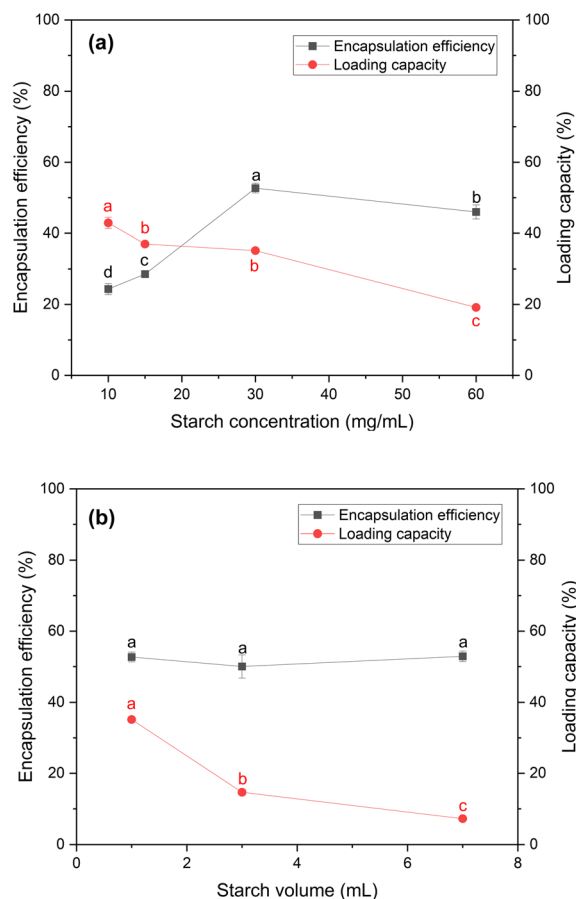 (a)
Encapsulation efficiency
Loading capacity
100
80
60
40
20
0
Encapsulation efficiency (%)
100
80
60
40
20
0
Loading capacity (%)
a
b
a
b
d
c
b
c
10 20 30 40 50 60
Starch concentration (mg/mL)
(b)
Encapsulation efficiency
Loading capacity
100
80
60
40
20
0
Encapsulation efficiency (%)
100
80
60
40
20
0
Loading capacity (%)
a
a
a
a
b
c
0 2 4 6 8
Starch volume (mL)